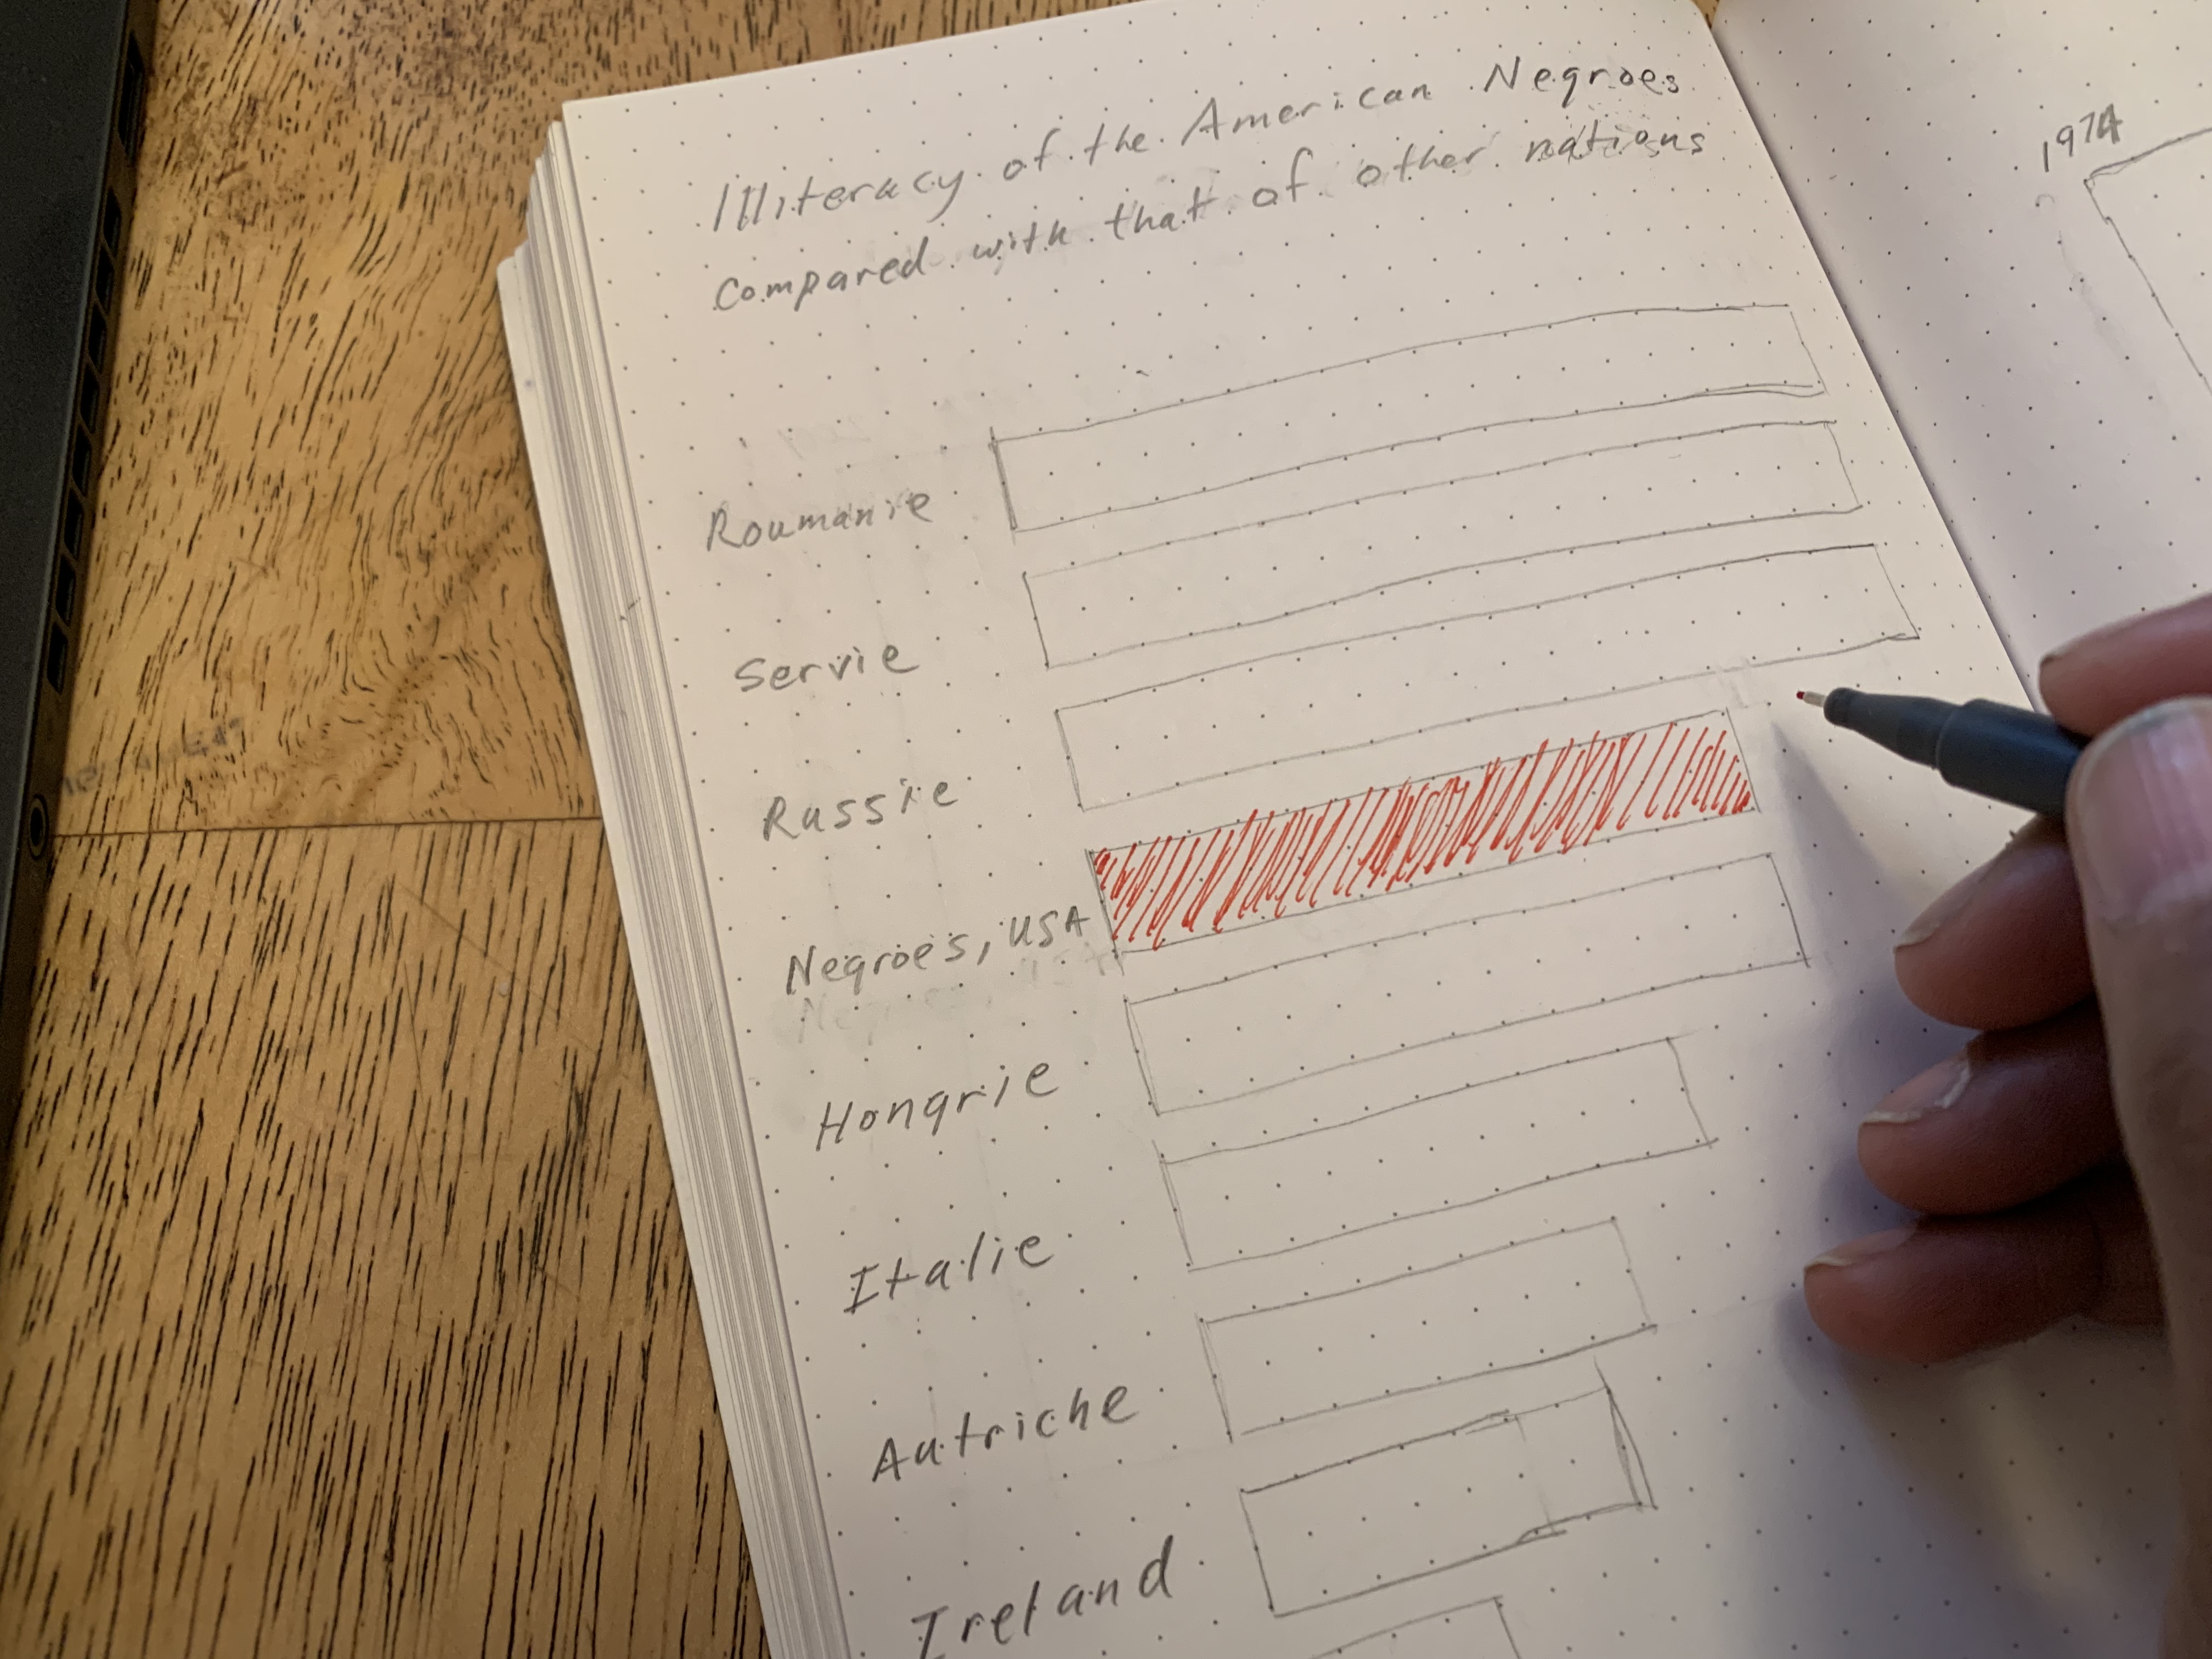 Illiteracy of the American Negroes
Compared with that of other nations
Roumanie
Servie
Russie
Negroes, USA
Hongrie
Italie
Autriche
Ireland
1974